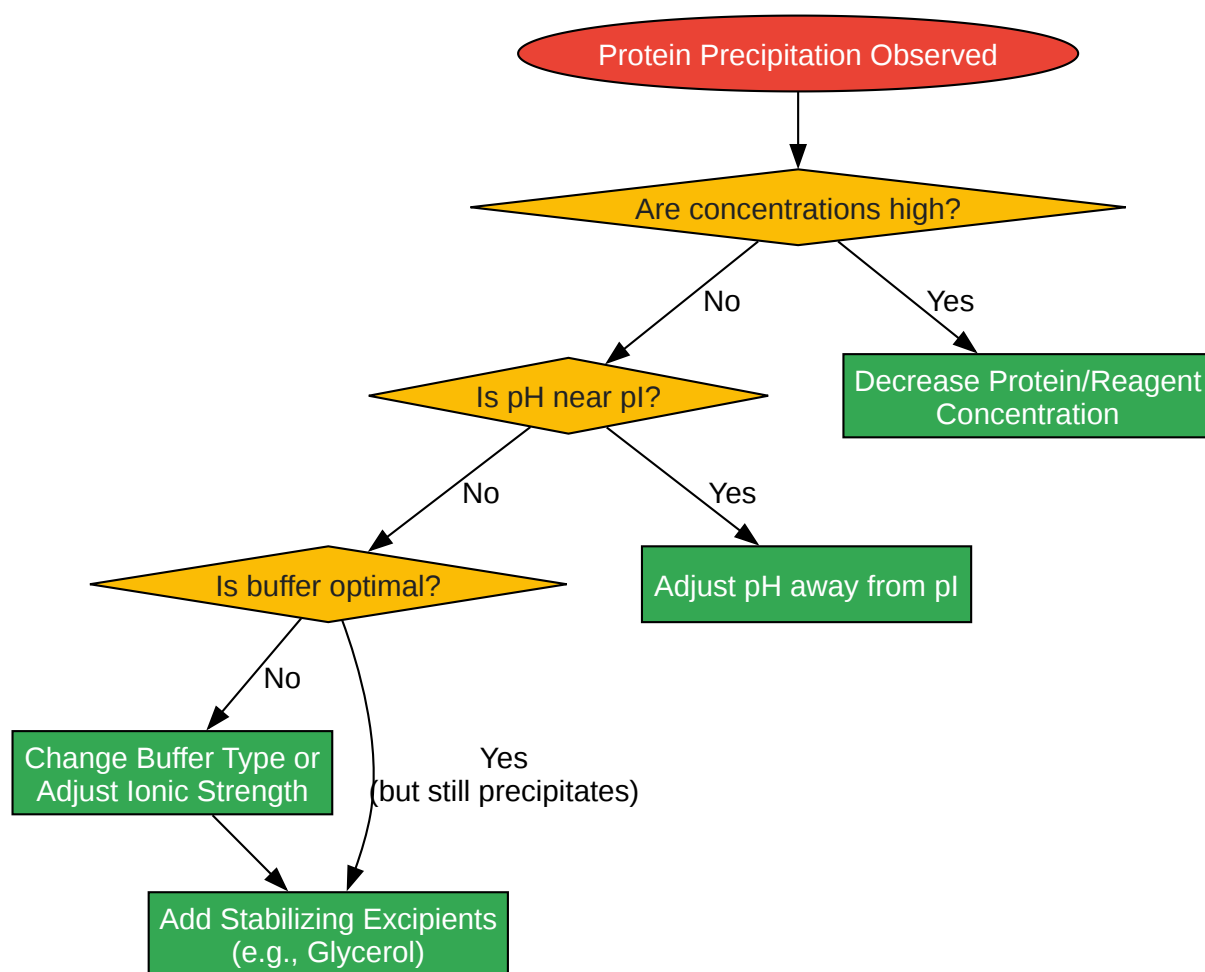 Protein Precipitation Observed
Are concentrations high?
No
Yes
Is pH near pI?
Decrease Protein/Reagent
Concentration
No
Yes
Is buffer optimal?
Adjust pH away from pI
No
Change Buffer Type or
Adjust Ionic Strength
Yes
(but still precipitates)
Add Stabilizing Excipients
(e.g., Glycerol)